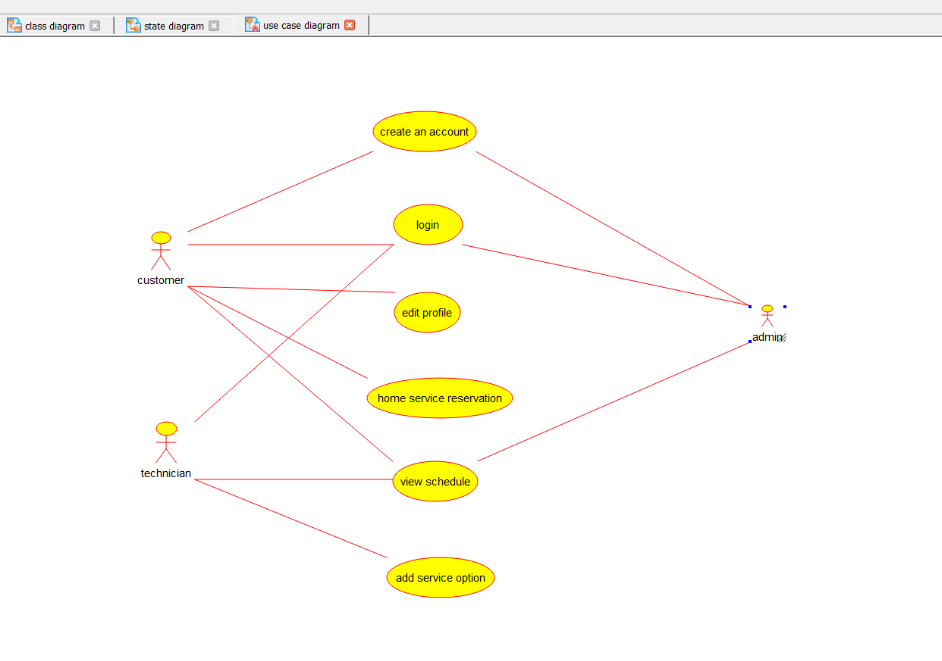 class diagram
state diagram
use case diagram
create an account
login
customer
edit profile
admin
home service reservation
technician
view schedule
add service option